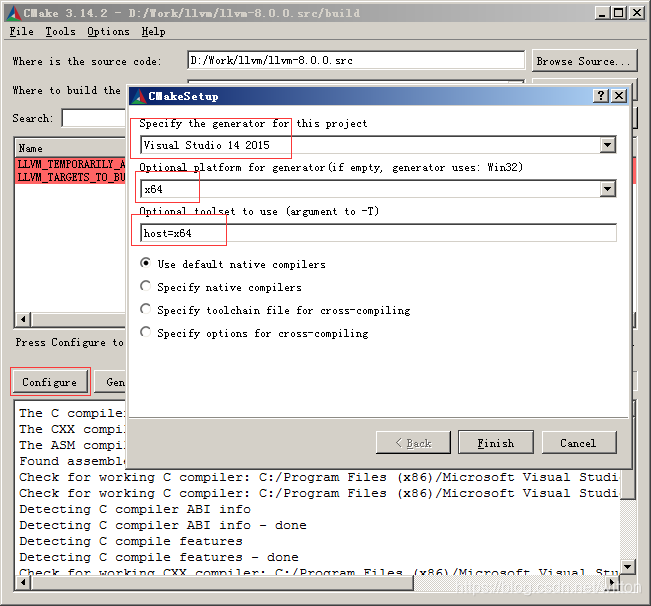 CMake 3.14.2 - D:/Work/llvm/llvm-8.0.0.src/build
File Tools Options Help
Where is the source code: D:/Work/llvm/llvm-8.0.0.src Browse Source...
Where to build the
CMakeSetup
Search:
Specify the generator for this project
Visual Studio 14 2015
Name
Optional platform for generator(if empty, generator uses: Win32)
LLVM_TEMPORARILY_A
LLVM_TARGETS_TO_BU
x64
Optional toolset to use (argument to -T)
host=x64
Use default native compilers
Specify native compilers
Specify toolchain file for cross-compiling
Specify options for cross-compiling
Press Configure to
Configure Gen
< Back Finish Cancel
The C compiler
The CXX compi
The ASM compi
Found assemble
Check for working C compiler: C:/Program Files (x86)/Microsoft Visual Studi
Check for working C compiler: C:/Program Files (x86)/Microsoft Visual Studi
Detecting C compiler ABI info
Detecting C compiler ABI info - done
Detecting C compile features
Detecting C compile features - done
Check for working CXX compiler: C:/Program Files (x86)/Microsoft Visual Stu